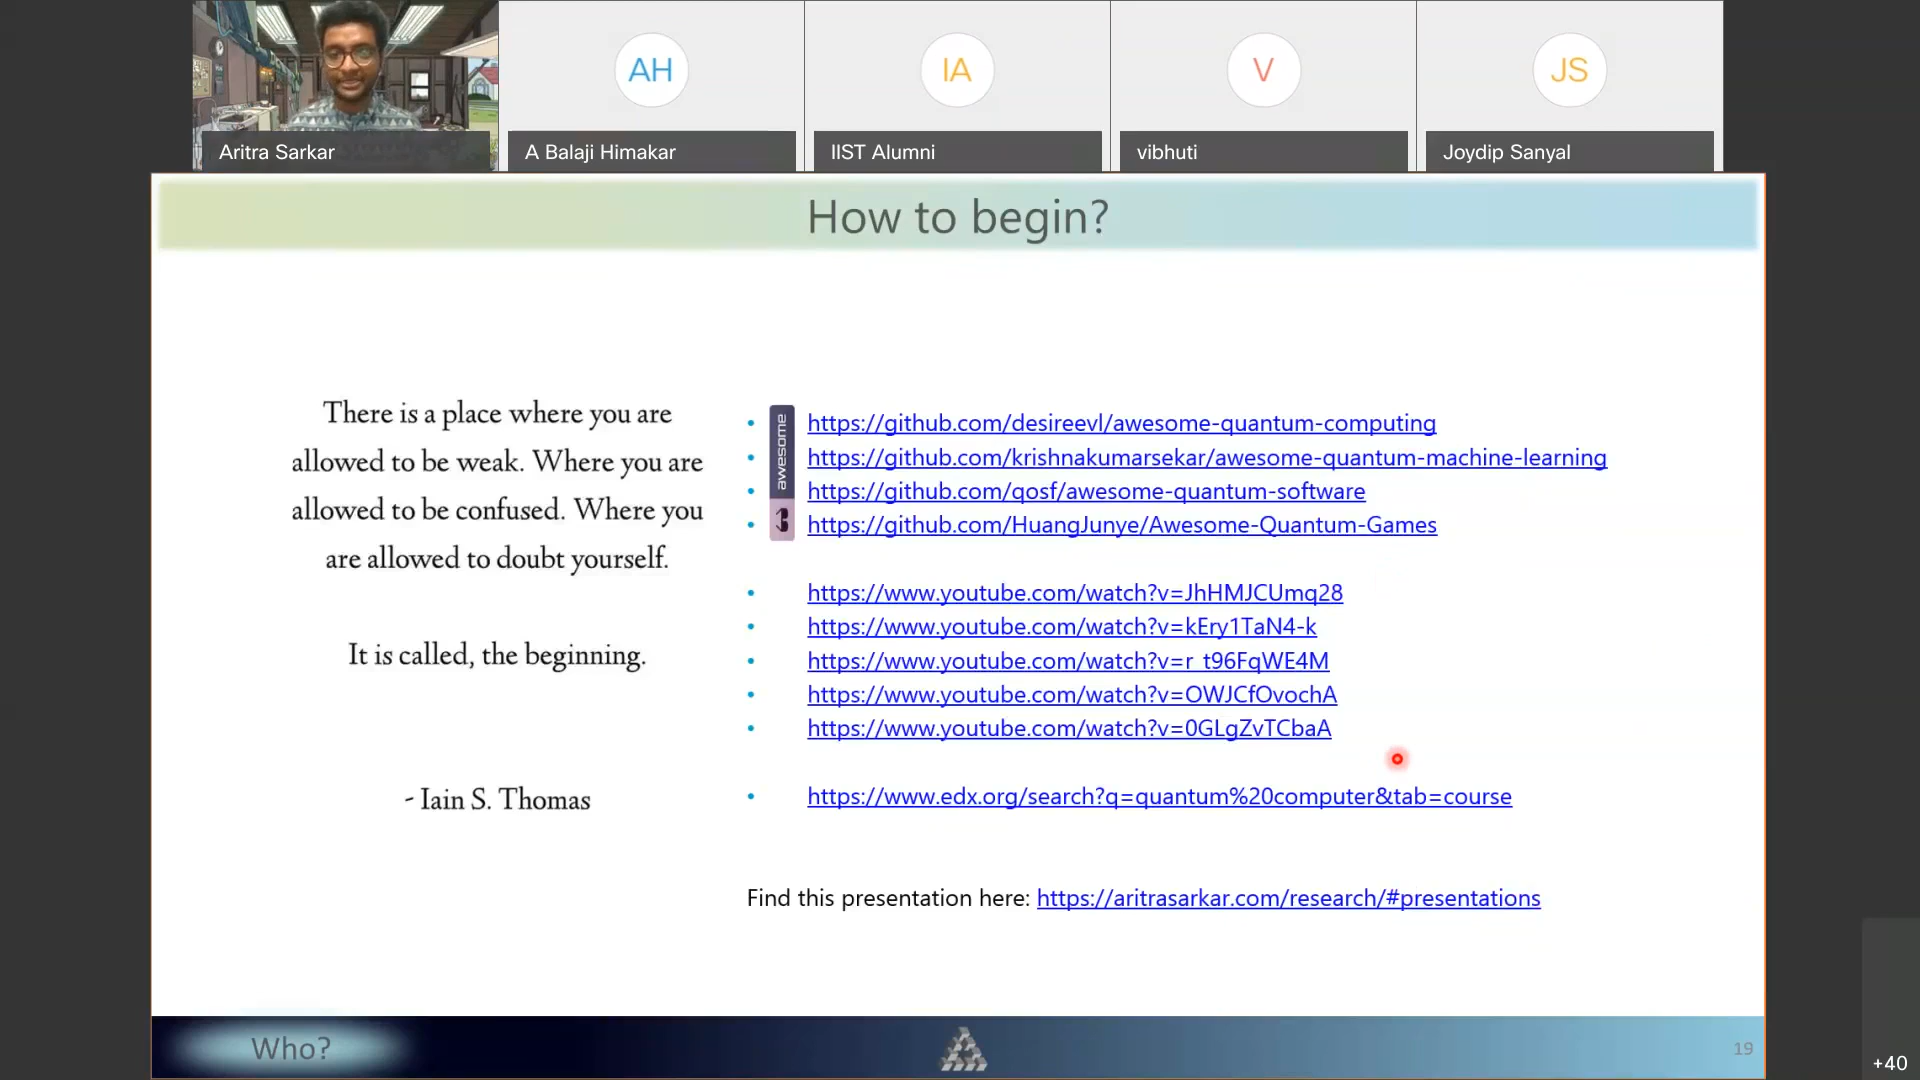 AH
IA
V
JS
Aritra Sarkar
A Balaji Himakar
IIST Alumni
vibhuti
Joydip Sanyal
How to begin?
There is a place where you are
allowed to be weak. Where you are
allowed to be confused. Where you
are allowed to doubt yourself.
It is called, the beginning.
- Iain S. Thomas
awesome
https://github.com/desireevl/awesome-quantum-computing
https://github.com/krishnakumarsekar/awesome-quantum-machine-learning
https://github.com/qosf/awesome-quantum-software
https://github.com/HuangJunye/Awesome-Quantum-Games
https://www.youtube.com/watch?v=JhHMJCUmq28
https://www.youtube.com/watch?v=kEry1TaN4-k
https://www.youtube.com/watch?v=r_t96FqWE4M
https://www.youtube.com/watch?v=OWJCfOvochA
https://www.youtube.com/watch?v=0GLgZvTCbaA
https://www.edx.org/search?q=quantum%20computer&tab=course
Find this presentation here: https://aritrasarkar.com/research/#presentations
Who?
19
+40